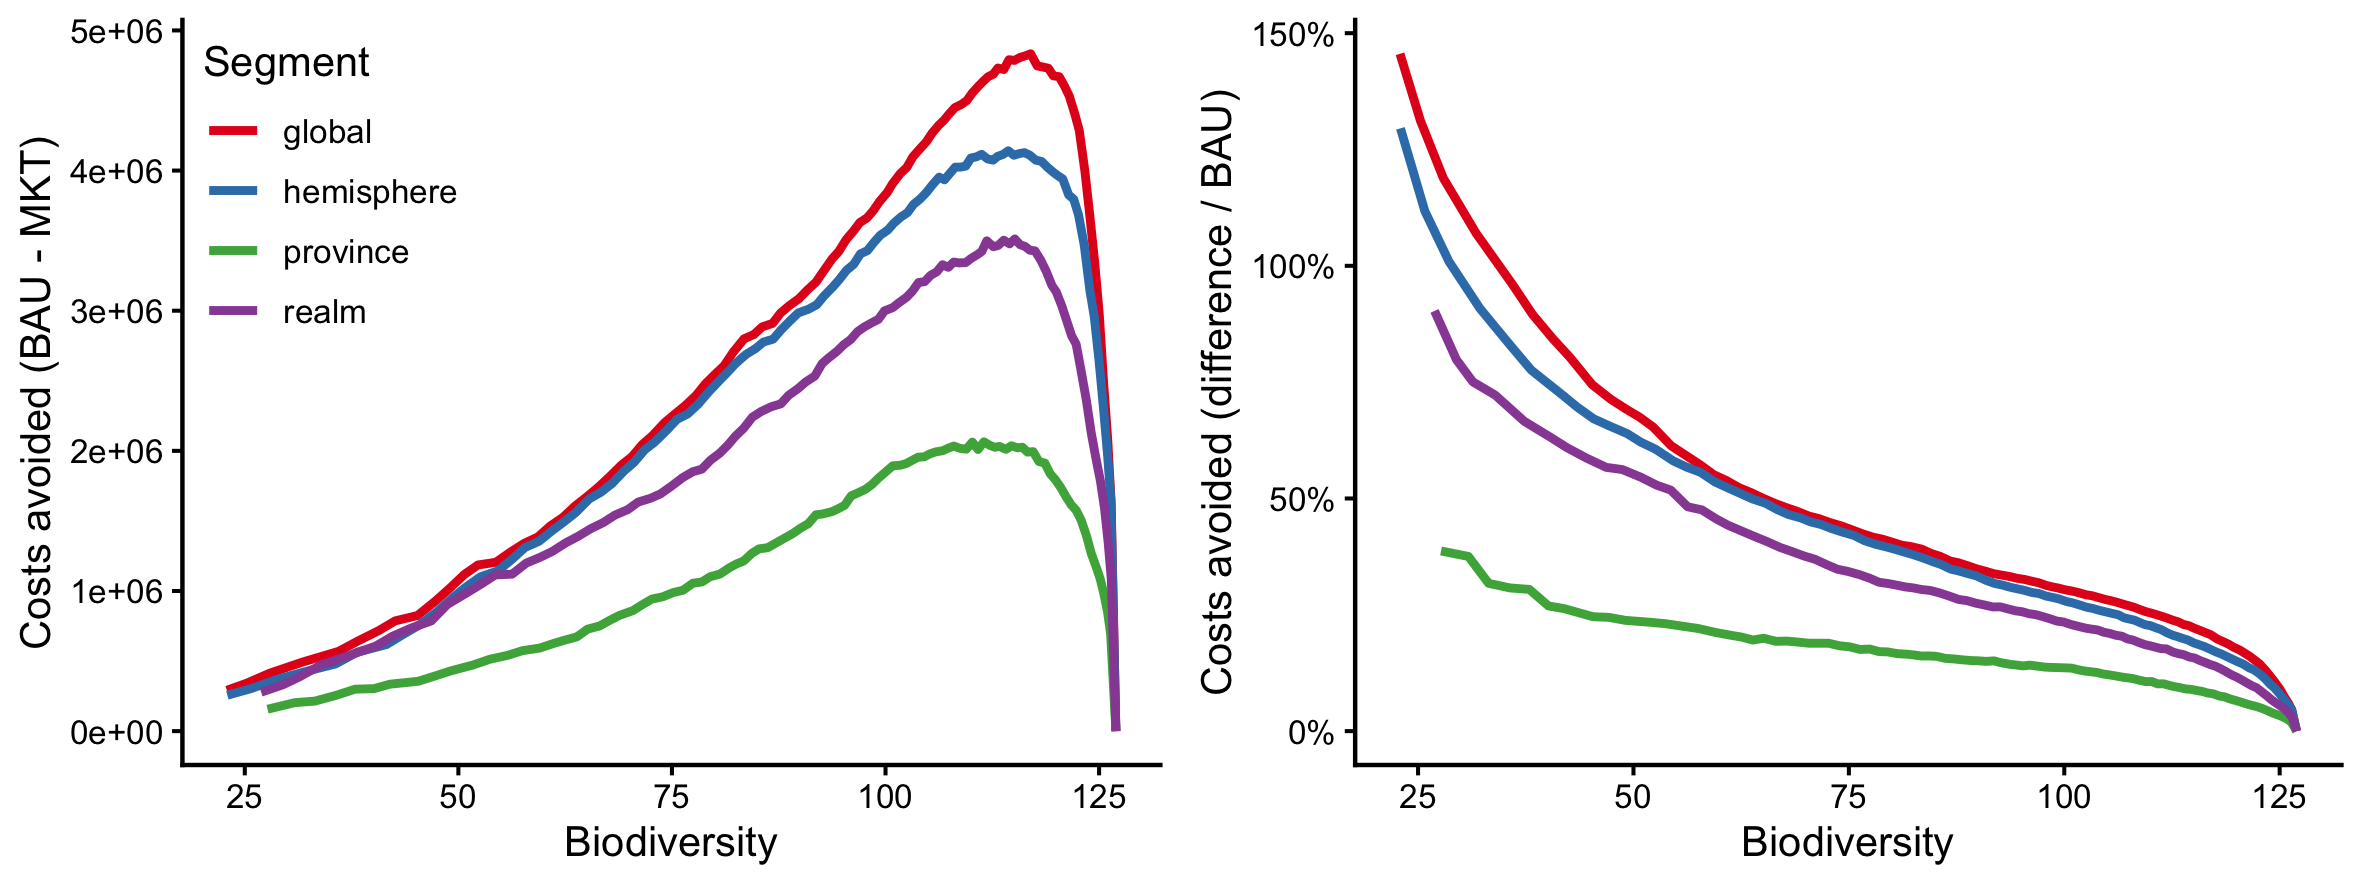 Costs avoided (BAU - MKT)
5e+06
4e+06
3e+06
2e+06
1e+06
0e+00
Segment
global
hemisphere
province
realm
25 50 75 100 125
Biodiversity
Costs avoided (difference / BAU)
150%
100%
50%
0%
25 50 75 100 125
Biodiversity